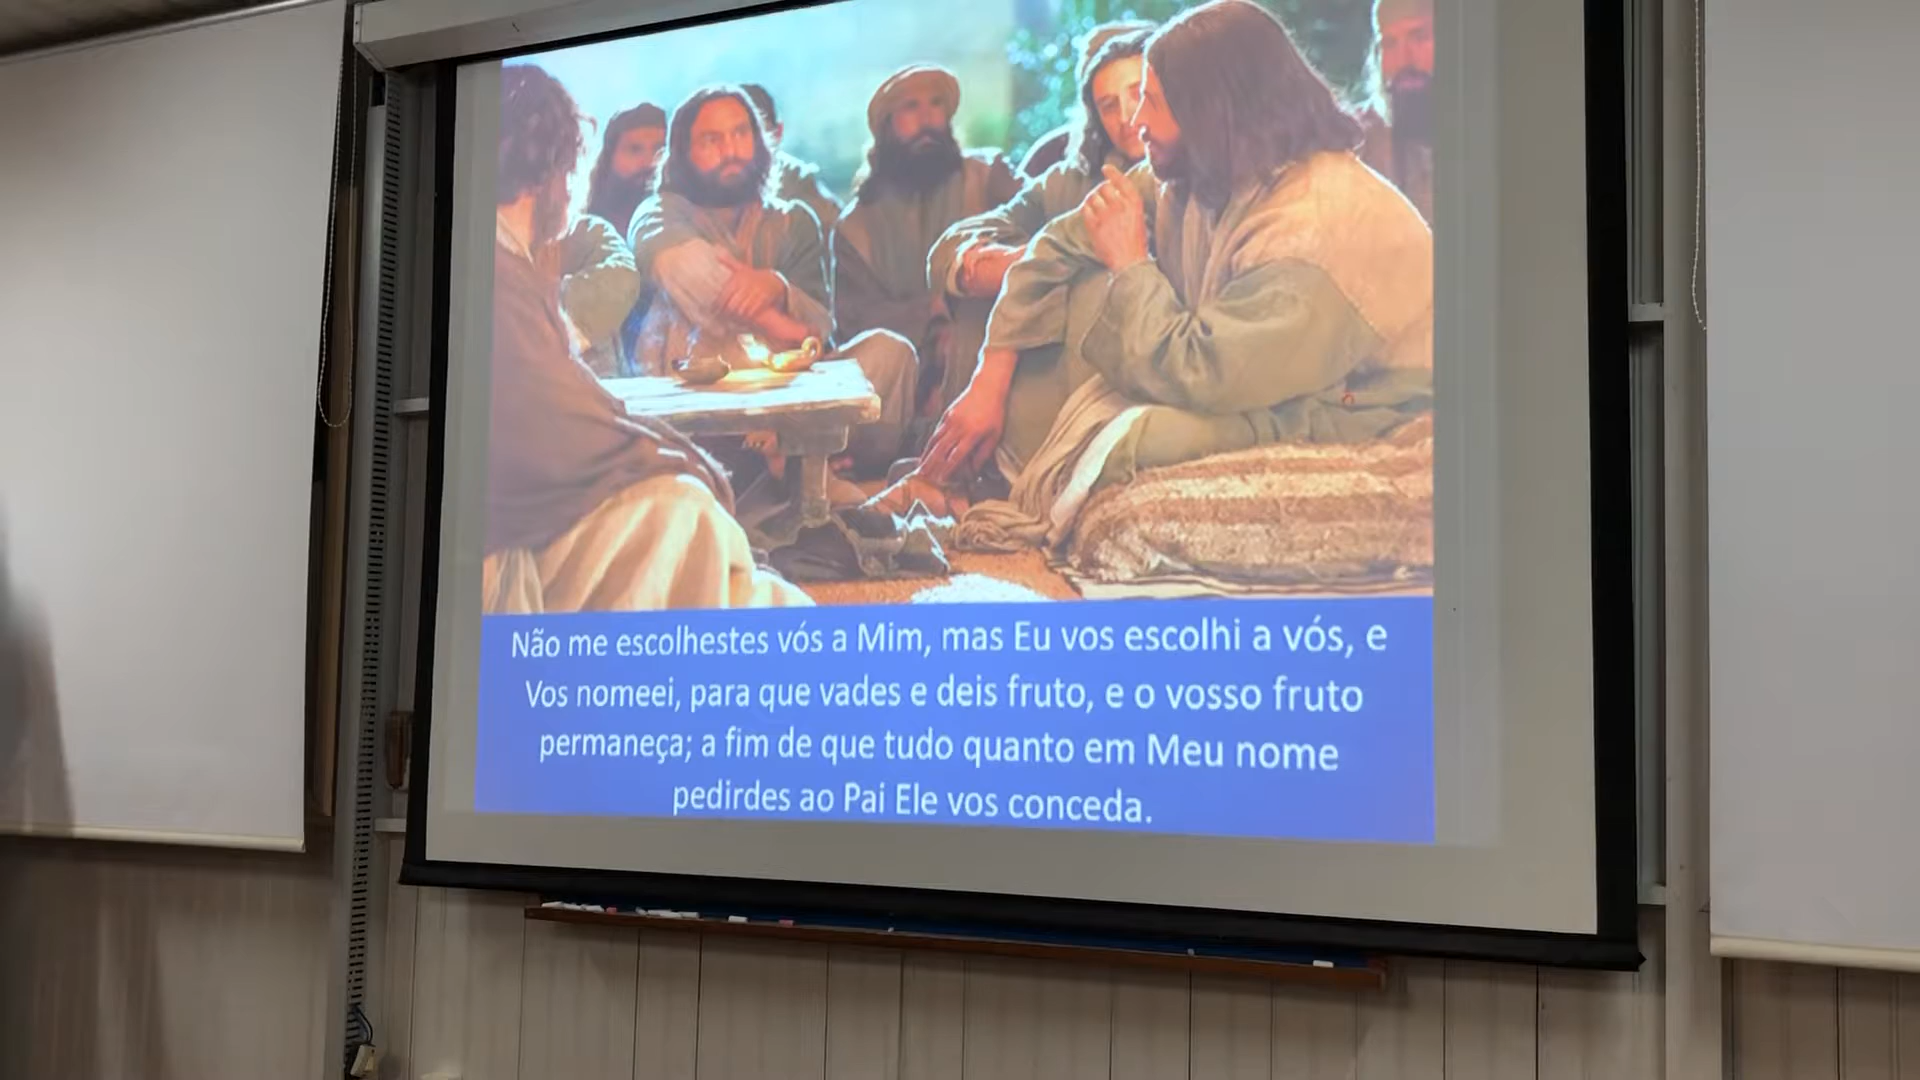 Não me escolhestes vós a Mim, mas Eu vos escolhi a vós, e
Vos nomeei, para que vades e deis fruto, e o vosso fruto
permaneça; a fim de que tudo quanto em Meu nome
pedirdes ao Pai Ele vos conceda.